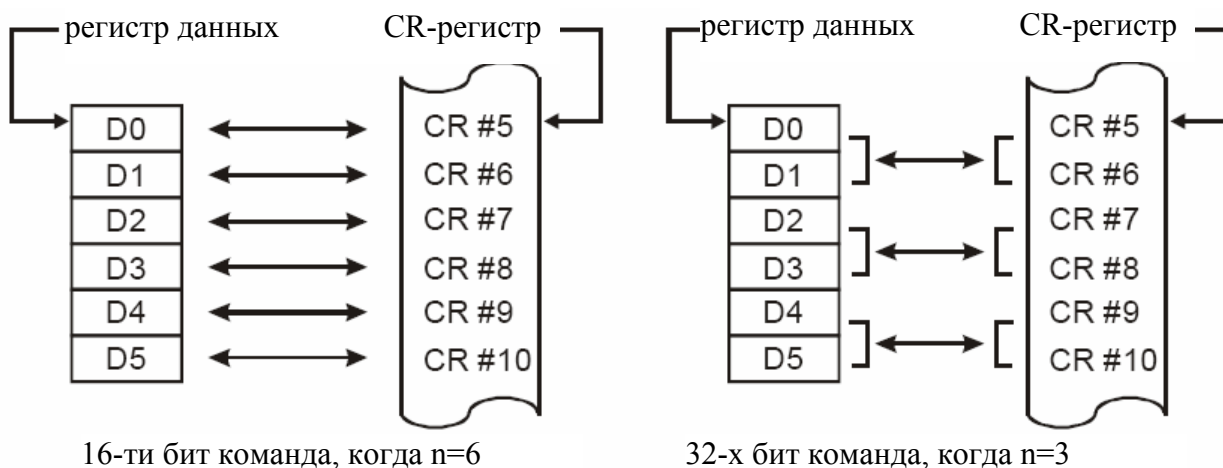 регистр данных CR-регистр
D0 CR #5
D1 CR #6
D2 CR #7
D3 CR #8
D4 CR #9
D5 CR #10
16-ти бит команда, когда n=6
регистр данных CR-регистр
D0 CR #5
D1 CR #6
D2 CR #7
D3 CR #8
D4 CR #9
D5 CR #10
32-х бит команда, когда n=3